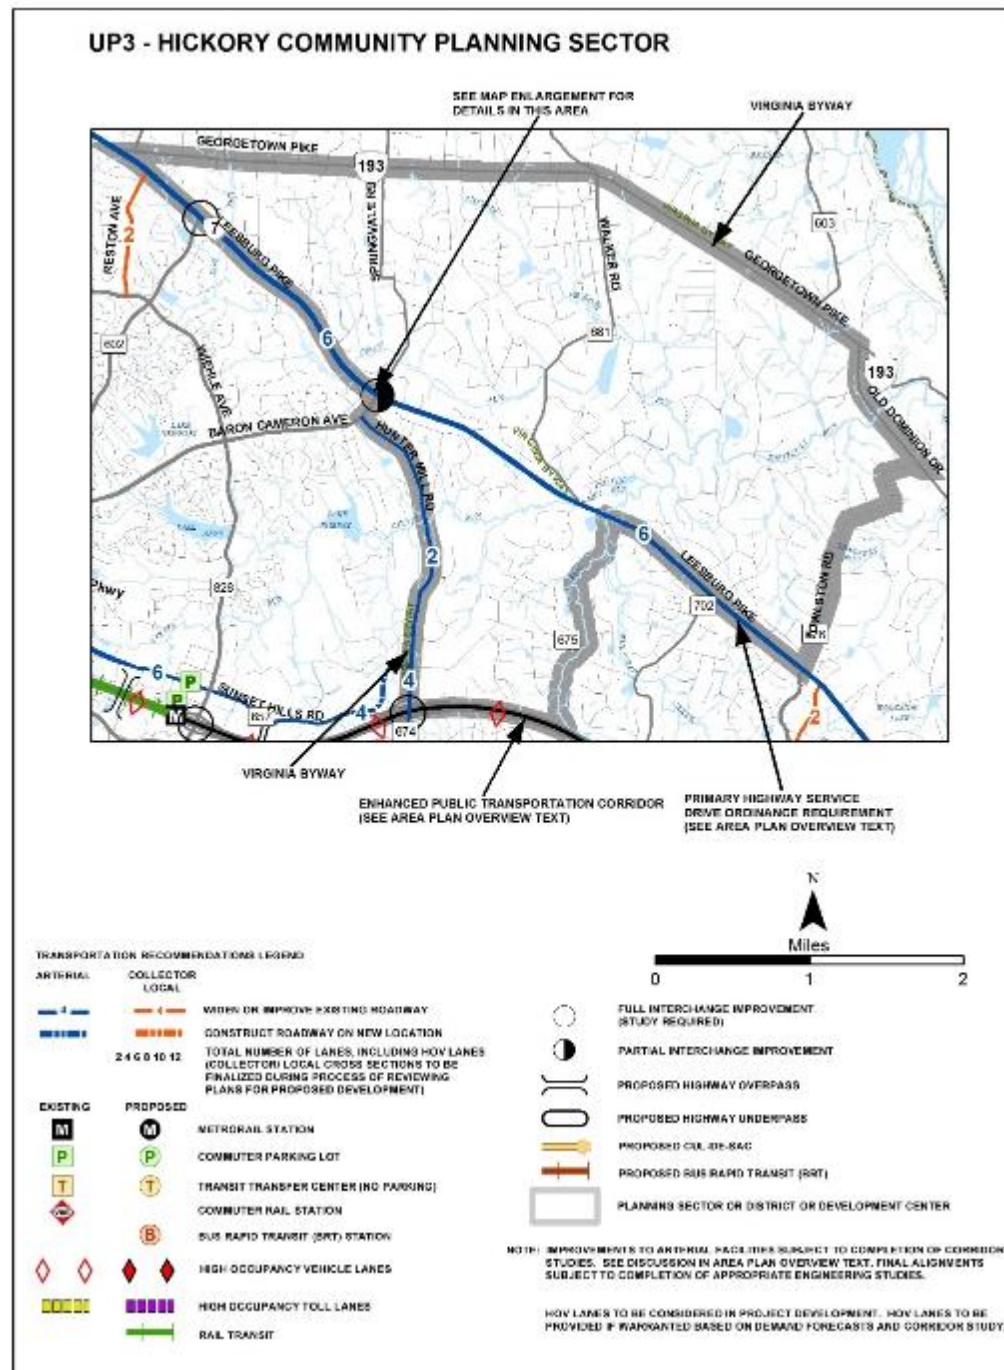 UP3 - HICKORY COMMUNITY PLANNING SECTOR
SEE MAP ENLARGEMENT FOR
DETAILS IN THIS AREA
VIRGINIA BYWAY
GEORGETOWN PIKE
193
SPRINGVALE RD
WALKER RD
603
RESTON AVE
2
7
LEESBURG PIKE
GEORGETOWN PIKE
681
602
6
193
WIEHLE AVE
OLD DOMINION DR
BARON CAMERON AVE
HUNTER MILL RD
VIRGINIA BYWAY
6
2
LEESBURG PIKE
Pkwy
828
702
675
TOWLSTON RD
676
6
P
P
M
SUNSET HILLS RD
657
4
4
674
2
VIRGINIA BYWAY
ENHANCED PUBLIC TRANSPORTATION CORRIDOR
(SEE AREA PLAN OVERVIEW TEXT)
PRIMARY HIGHWAY SERVICE
DRIVE ORDINANCE REQUIREMENT
(SEE AREA PLAN OVERVIEW TEXT)
N
Miles
0 1 2
TRANSPORTATION RECOMMENDATIONS LEGEND
ARTERIAL COLLECTOR
LOCAL
4 4 WIDEN OR IMPROVE EXISTING ROADWAY
CONSTRUCT ROADWAY ON NEW LOCATION
2 4 6 8 10 12 TOTAL NUMBER OF LANES, INCLUDING HOV LANES
(COLLECTOR/ LOCAL CROSS SECTIONS TO BE
FINALIZED DURING PROCESS OF REVIEWING
PLANS FOR PROPOSED DEVELOPMENT)
EXISTING PROPOSED
M M METRORAIL STATION
P P COMMUTER PARKING LOT
T T TRANSIT TRANSFER CENTER (NO PARKING)
COMMUTER RAIL STATION
B BUS RAPID TRANSIT (BRT) STATION
HIGH OCCUPANCY VEHICLE LANES
HIGH OCCUPANCY TOLL LANES
RAIL TRANSIT
FULL INTERCHANGE IMPROVEMENT
(STUDY REQUIRED)
PARTIAL INTERCHANGE IMPROVEMENT
PROPOSED HIGHWAY OVERPASS
PROPOSED HIGHWAY UNDERPASS
PROPOSED CUL-DE-SAC
PROPOSED BUS RAPID TRANSIT (BRT)
PLANNING SECTOR OR DISTRICT OR DEVELOPMENT CENTER
NOTE: IMPROVEMENTS TO ARTERIAL FACILITIES SUBJECT TO COMPLETION OF CORRIDOR
STUDIES. SEE DISCUSSION IN AREA PLAN OVERVIEW TEXT. FINAL ALIGNMENTS
SUBJECT TO COMPLETION OF APPROPRIATE ENGINEERING STUDIES.
HOV LANES TO BE CONSIDERED IN PROJECT DEVELOPMENT. HOV LANES TO BE
PROVIDED IF WARRANTED BASED ON DEMAND FORECASTS AND CORRIDOR STUDY.